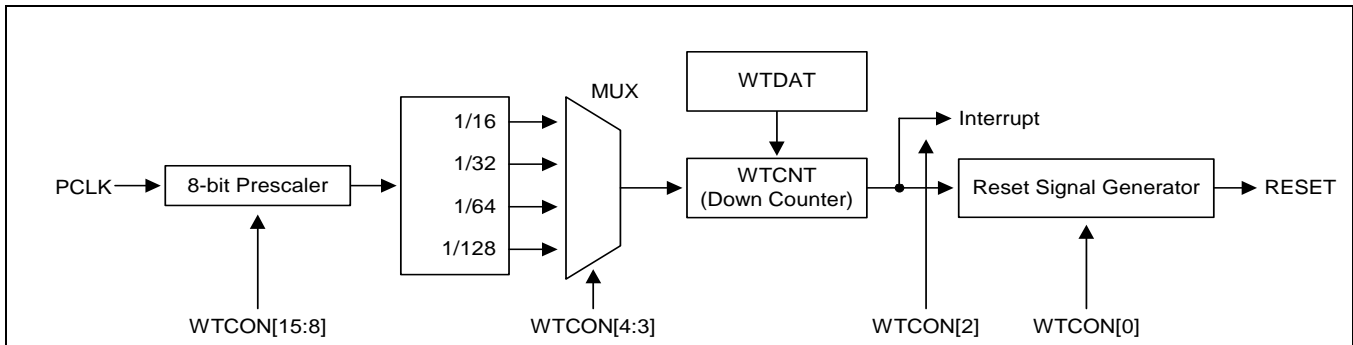 WTDAT
MUX
Interrupt
1/16
1/32
1/64
1/128
PCLK
8-bit Prescaler
WTCNT
(Down Counter)
Reset Signal Generator
RESET
WTCON[15:8]
WTCON[4:3]
WTCON[2]
WTCON[0]